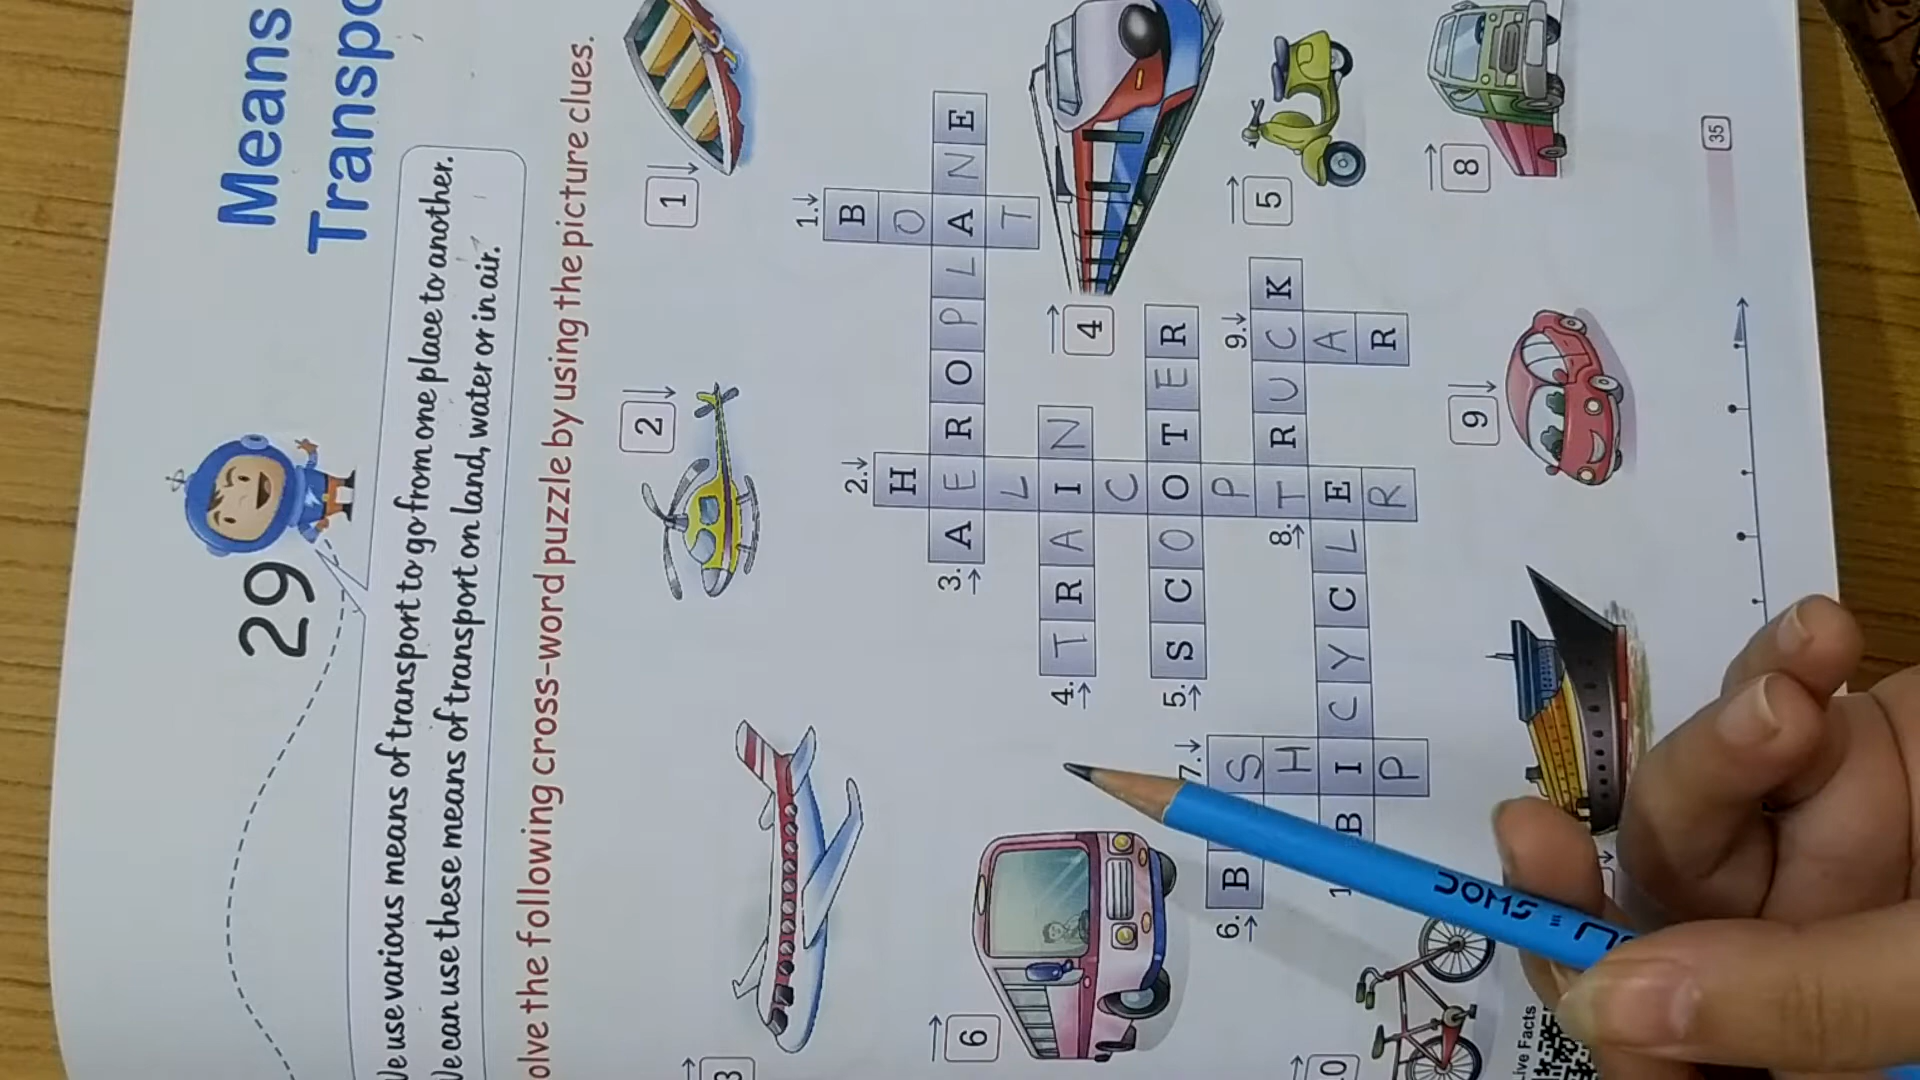 29
Means
Transpo
We use various means of transport to go from one place to another.
We can use these means of transport on land, water or in air.
olve the following cross-word puzzle by using the picture clues.
2
1
3
1.
B
2.
H O
3. A E R O P L A N E
L T
4. T R A I N
C
4
5. S C O O T E R
6
7.
P
9.
5
6. B S
8. T R U C K
H
B I C Y C L E A
P R R
8
10
9
ive Facts
DOMS
35